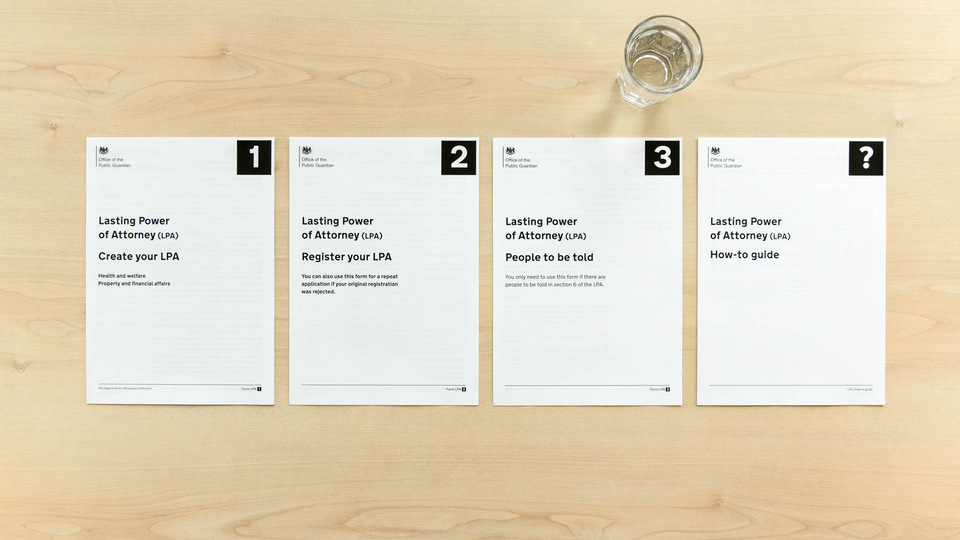 Office of the
Public Guardian
1
Lasting Power
of Attorney (LPA)
Create your LPA
Health and welfare
Property and financial affairs
Form LPA 1
Office of the
Public Guardian
2
Lasting Power
of Attorney (LPA)
Register your LPA
You can also use this form for a repeat
application if your original registration
was rejected.
Form LPA 2
Office of the
Public Guardian
3
Lasting Power
of Attorney (LPA)
People to be told
You only need to use this form if there are
people to be told in section 6 of the LPA.
Form LPA 3
Office of the
Public Guardian
?
Lasting Power
of Attorney (LPA)
How-to guide
How-to guide